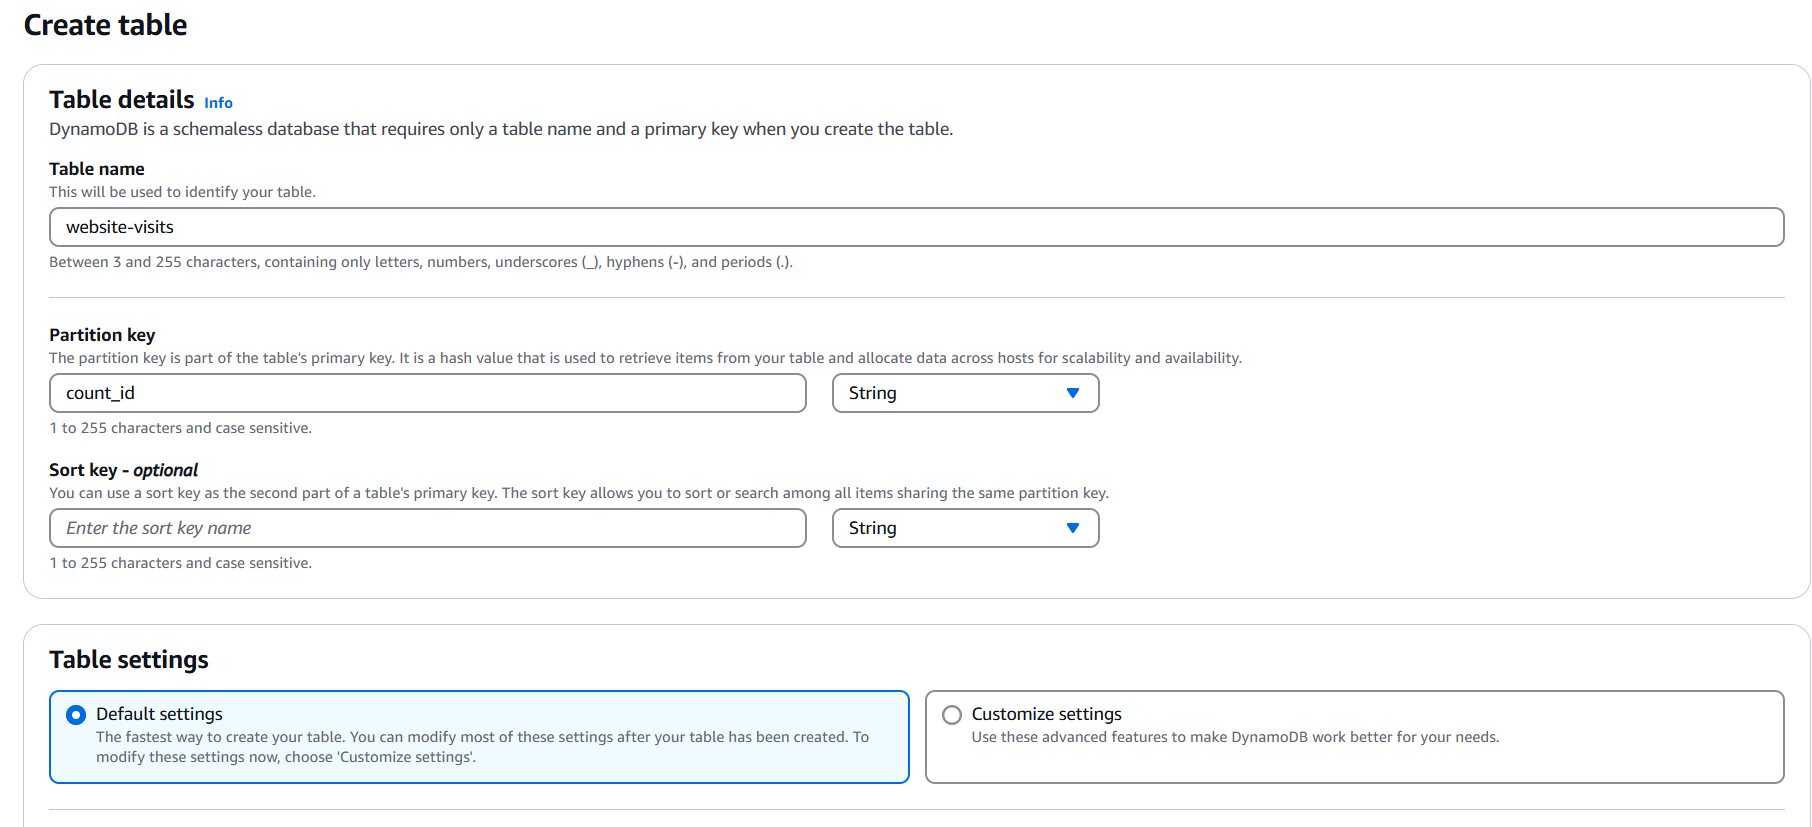 Create table
Table details Info
DynamoDB is a schemaless database that requires only a table name and a primary key when you create the table.
Table name
This will be used to identify your table.
website-visits
Between 3 and 255 characters, containing only letters, numbers, underscores (_), hyphens (-), and periods (.).
Partition key
The partition key is part of the table's primary key. It is a hash value that is used to retrieve items from your table and allocate data across hosts for scalability and availability.
count_id String
1 to 255 characters and case sensitive.
Sort key - optional
You can use a sort key as the second part of a table's primary key. The sort key allows you to sort or search among all items sharing the same partition key.
Enter the sort key name String
1 to 255 characters and case sensitive.
Table settings
Default settings
The fastest way to create your table. You can modify most of these settings after your table has been created. To
modify these settings now, choose 'Customize settings'.
Customize settings
Use these advanced features to make DynamoDB work better for your needs.